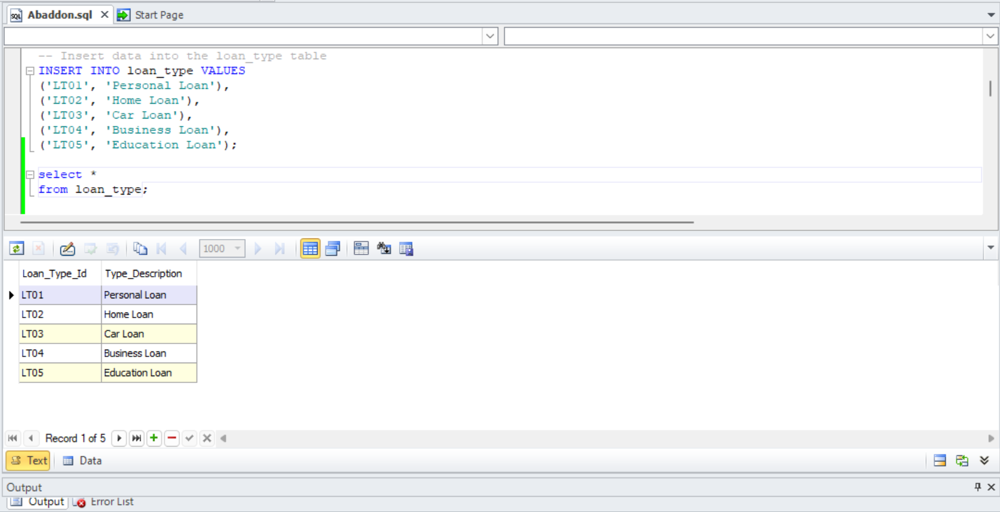 Abaddon.sql Start Page
-- Insert data into the loan_type table
INSERT INTO loan_type VALUES
('LT01', 'Personal Loan'),
('LT02', 'Home Loan'),
('LT03', 'Car Loan'),
('LT04', 'Business Loan'),
('LT05', 'Education Loan');
select *
from loan_type;
1000
Loan_Type_Id Type_Description
LT01 Personal Loan
LT02 Home Loan
LT03 Car Loan
LT04 Business Loan
LT05 Education Loan
Record 1 of 5
Text Data
Output
Output Error List